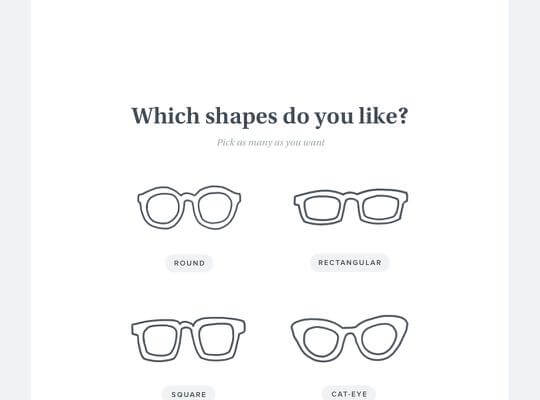 Which shapes do you like?
Pick as many as you want
ROUND
RECTANGULAR
SQUARE
CAT-EYE